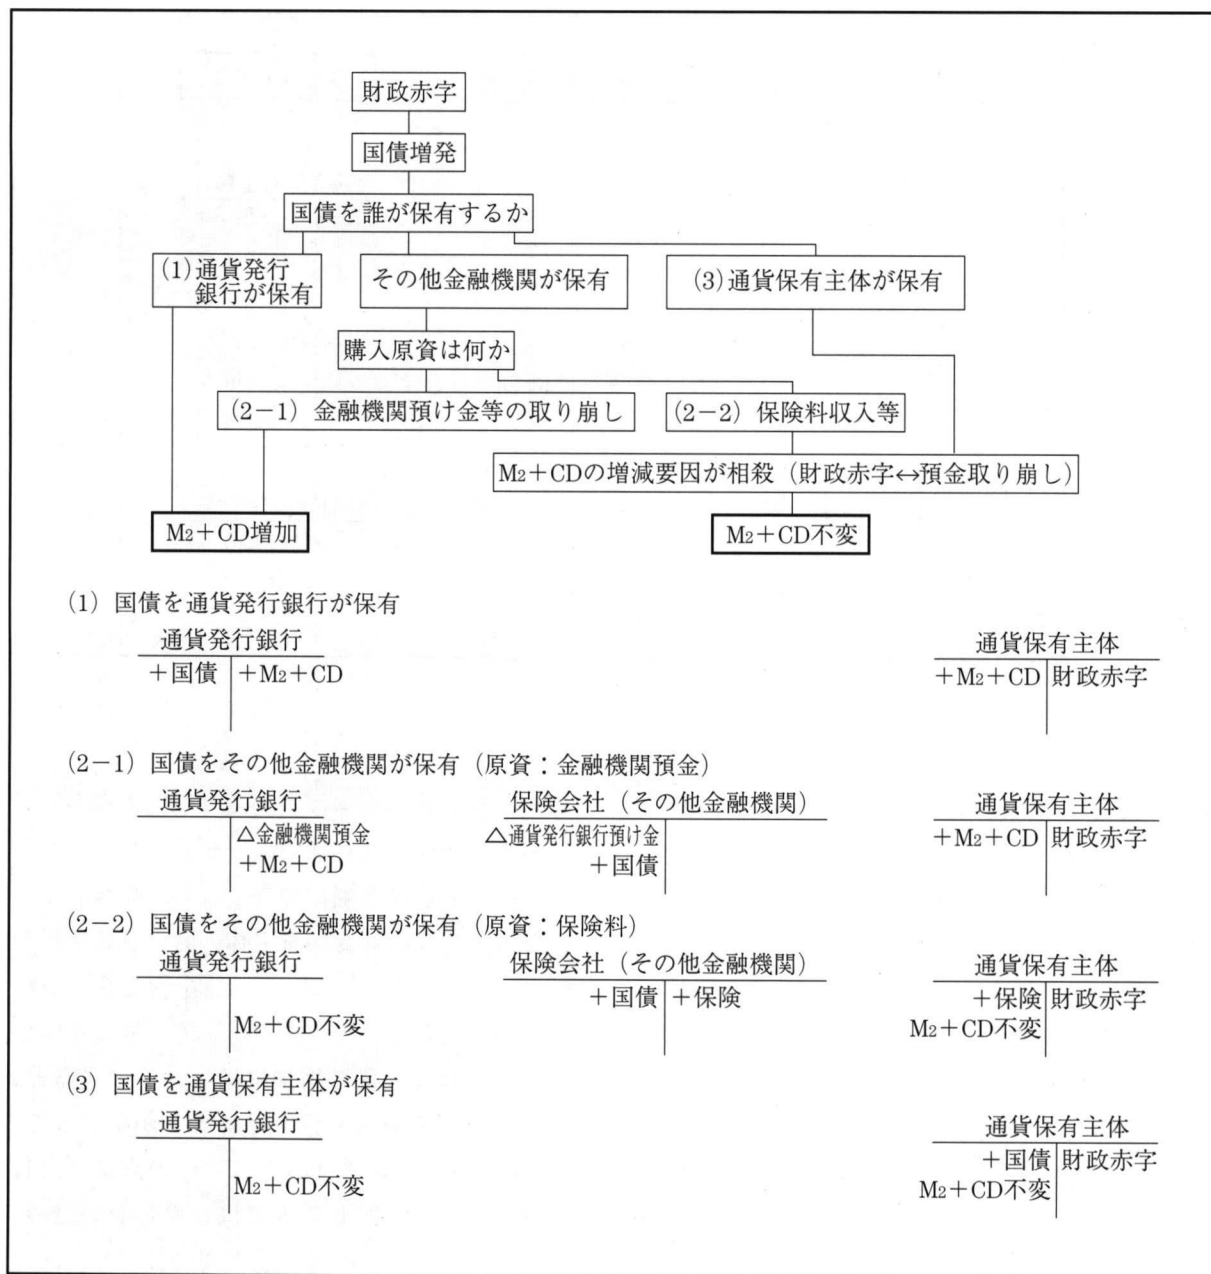 財政赤字
国債増発
国債を誰が保有するか
(1)通貨発行
銀行が保有
その他金融機関が保有
(3)通貨保有主体が保有
購入原資は何か
(2－1) 金融機関預け金等の取り崩し
(2－2) 保険料収入等
M2＋CDの増減要因が相殺（財政赤字↔預金取り崩し）
M2＋CD増加
M2＋CD不変
(1) 国債を通貨発行銀行が保有
通貨発行銀行
通貨保有主体
＋国債 ＋M2＋CD
＋M2＋CD 財政赤字
(2－1) 国債をその他金融機関が保有（原資：金融機関預金）
通貨発行銀行
保険会社（その他金融機関）
通貨保有主体
△金融機関預金
＋M2＋CD
△通貨発行銀行預け金
＋国債
＋M2＋CD 財政赤字
(2－2) 国債をその他金融機関が保有（原資：保険料）
通貨発行銀行
保険会社（その他金融機関）
通貨保有主体
M2＋CD不変
＋国債 ＋保険
＋保険 財政赤字
M2＋CD不変
(3) 国債を通貨保有主体が保有
通貨発行銀行
通貨保有主体
M2＋CD不変
＋国債 財政赤字
M2＋CD不変